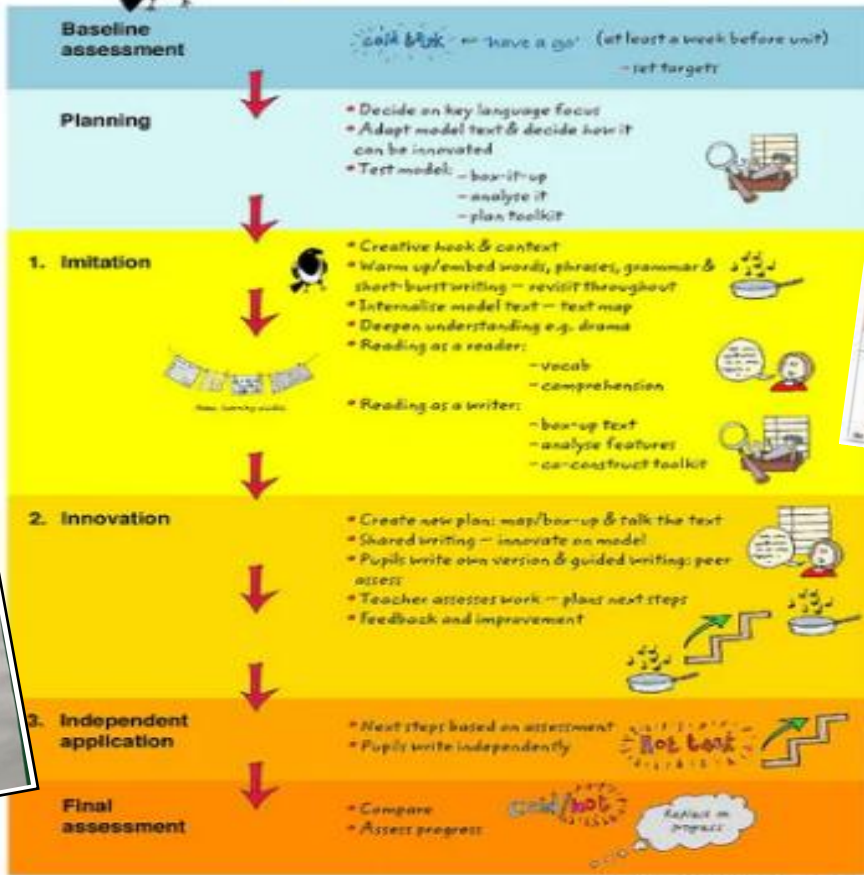 Baseline
assessment
cold task — 'have a go' (at least a week before unit)
- set targets
Planning
• Decide on key language focus
• Adapt model text & decide how it
can be innovated
• Test model: - box-it-up
- analyse it
- plan toolkit
1. Imitation
• Creative hook & context
• Warm up/embed words, phrases, grammar &
short-burst writing — revisit throughout
• Internalise model text — text map
• Deepen understanding e.g. drama
• Reading as a reader:
- vocab
- comprehension
• Reading as a writer:
- box-up text
- analyse features
- co-construct toolkit
2. Innovation
• Create new plan: map/box-up & talk the text
• Shared writing — innovate on model
• Pupils write own version & guided writing: peer
assess
• Teacher assesses work — plans next steps
• Feedback and improvement
3. Independent
application
• Next steps based on assessment
• Pupils write independently
Hot task
Final
assessment
• Compare
• Assess progress
cold/hot
Reflect on
progress